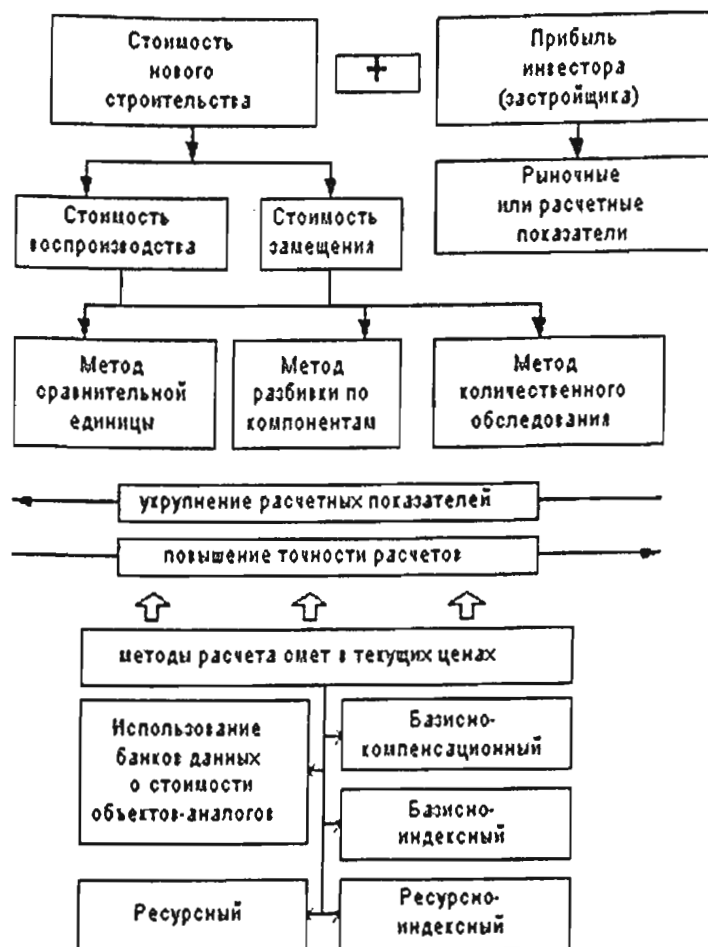 Стоимость
нового
строительства
+
Прибыль
инвестора
(застройщика)
Рыночные
или расчетные
показатели
Стоимость
воспроизводства
Стоимость
замещения
Метод
сравнительной
единицы
Метод
разбивки по
компонентам
Метод
количественного
обследования
укрупнение расчетных показателей
повышение точности расчетов
методы расчета смет в текущих ценах
Использование
банков данных
о стоимости
объектов-аналогов
Базисно-
компенсационный
Базисно-
индексный
Ресурсный
Ресурсно-
индексный